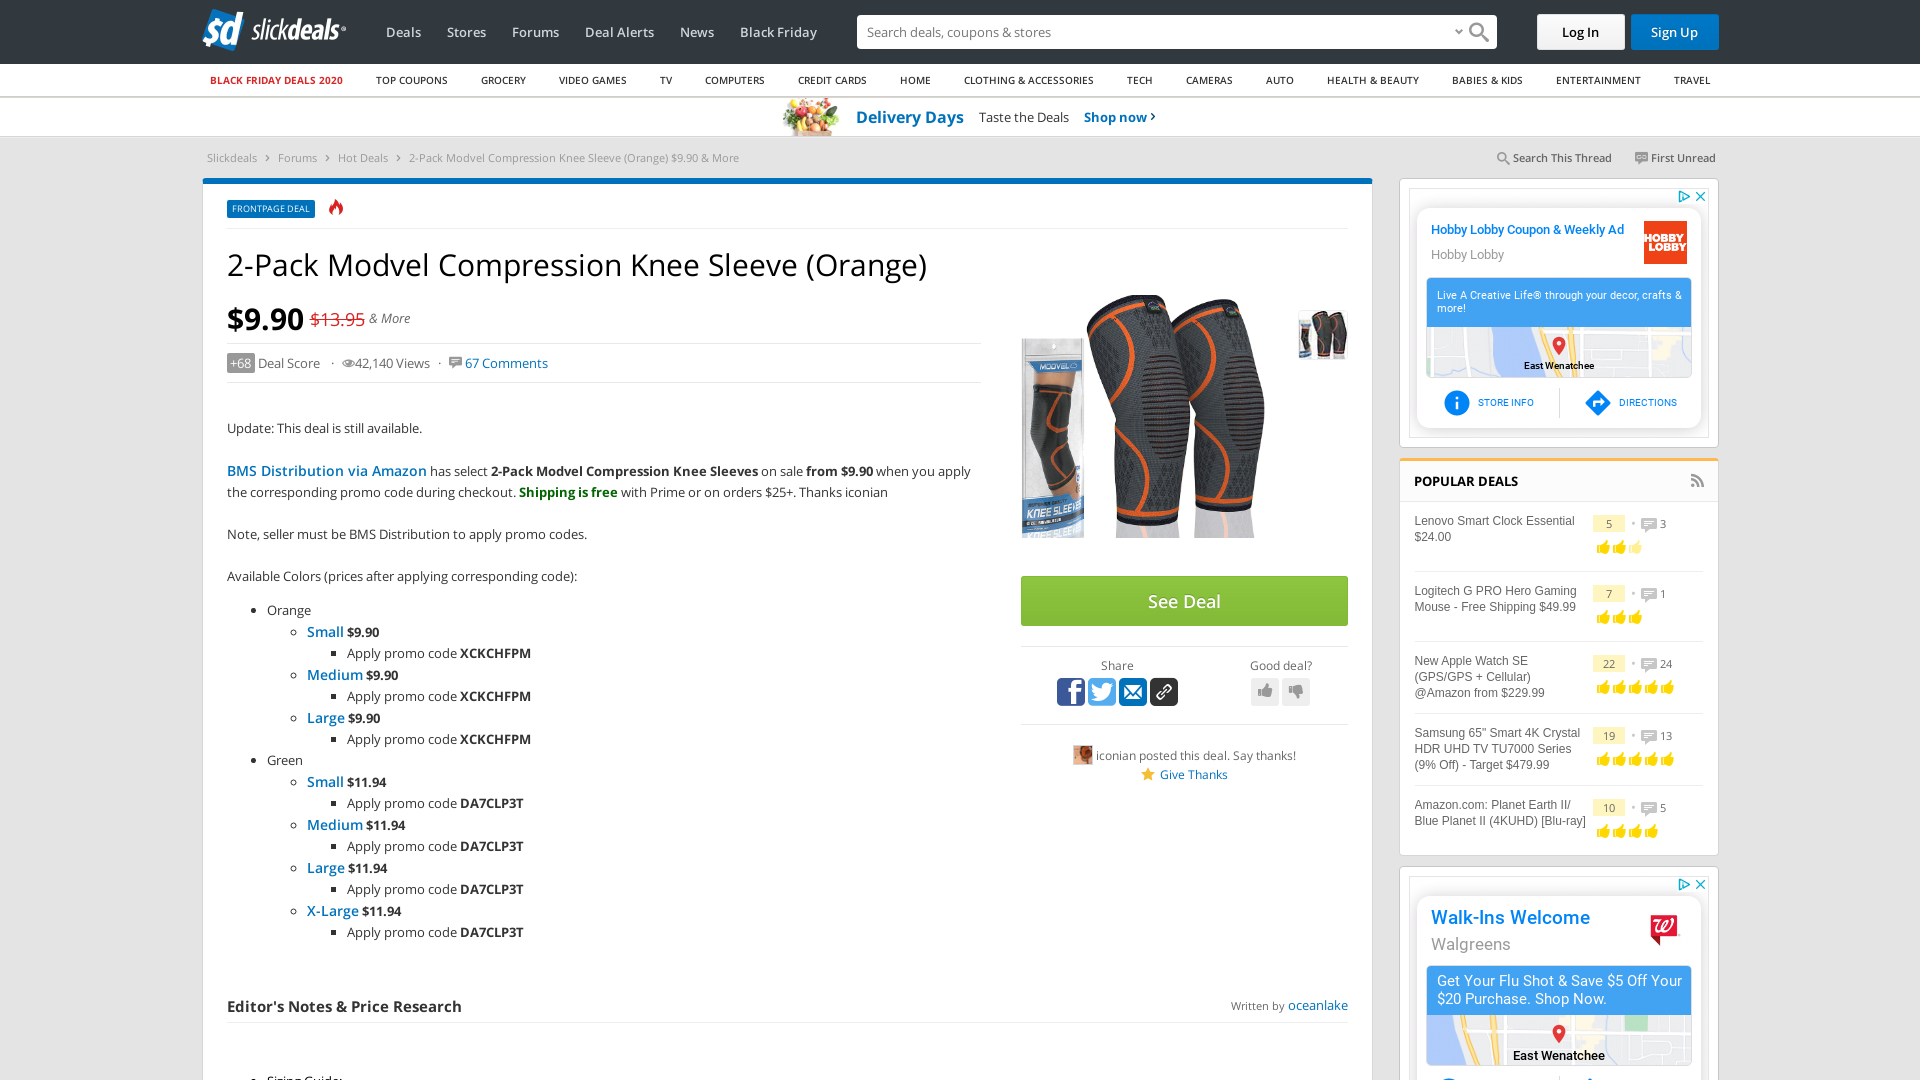 sd slickdeals®
Deals Stores Forums Deal Alerts News Black Friday
Search deals, coupons & stores
Log In Sign Up
BLACK FRIDAY DEALS 2020 TOP COUPONS GROCERY VIDEO GAMES TV COMPUTERS CREDIT CARDS HOME CLOTHING & ACCESSORIES TECH CAMERAS AUTO HEALTH & BEAUTY BABIES & KIDS ENTERTAINMENT TRAVEL
Delivery Days Taste the Deals Shop now
Slickdeals > Forums > Hot Deals > 2-Pack Modvel Compression Knee Sleeve (Orange) $9.90 & More
Search This Thread First Unread
FRONTPAGE DEAL
2-Pack Modvel Compression Knee Sleeve (Orange)
$9.90 $13.95 & More
+68 Deal Score · 42,140 Views · 67 Comments
Update: This deal is still available.
BMS Distribution via Amazon has select 2-Pack Modvel Compression Knee Sleeves on sale from $9.90 when you apply
the corresponding promo code during checkout. Shipping is free with Prime or on orders $25+. Thanks iconian
Note, seller must be BMS Distribution to apply promo codes.
Available Colors (prices after applying corresponding code):
Orange
Small $9.90
Apply promo code XCKCHFPM
Medium $9.90
Apply promo code XCKCHFPM
Large $9.90
Apply promo code XCKCHFPM
Green
Small $11.94
Apply promo code DA7CLP3T
Medium $11.94
Apply promo code DA7CLP3T
Large $11.94
Apply promo code DA7CLP3T
X-Large $11.94
Apply promo code DA7CLP3T
MODVEL
KNEE SLEEVE
See Deal
Share
Good deal?
iconian posted this deal. Say thanks!
Give Thanks
Editor's Notes & Price Research
Written by oceanlake
Sizing Guide:
Hobby Lobby Coupon & Weekly Ad
Hobby Lobby
HOBBY
LOBBY
Live A Creative Life® through your decor, crafts &
more!
East Wenatchee
STORE INFO
DIRECTIONS
POPULAR DEALS
Lenovo Smart Clock Essential
$24.00
5 · 3
Logitech G PRO Hero Gaming
Mouse - Free Shipping $49.99
7 · 1
New Apple Watch SE
(GPS/GPS + Cellular)
@Amazon from $229.99
22 · 24
Samsung 65" Smart 4K Crystal
HDR UHD TV TU7000 Series
(9% Off) - Target $479.99
19 · 13
Amazon.com: Planet Earth II/
Blue Planet II (4KUHD) [Blu-ray]
10 · 5
Walk-Ins Welcome
Walgreens
Get Your Flu Shot & Save $5 Off Your
$20 Purchase. Shop Now.
East Wenatchee